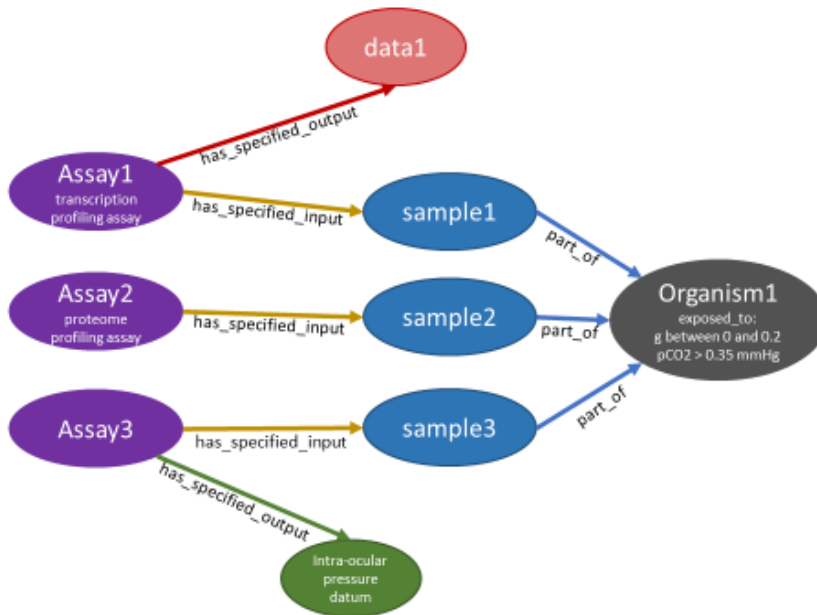 data1
has_specified_output
Assay1
transcription
profiling assay
has_specified_input
sample1
part_of
Assay2
proteome
profiling assay
has_specified_input
sample2
part_of
Organism1
exposed_to:
g between 0 and 0.2
pCO2 > 0.35 mmHg
Assay3
has_specified_input
sample3
part_of
has_specified_output
Intra-ocular
pressure
datum